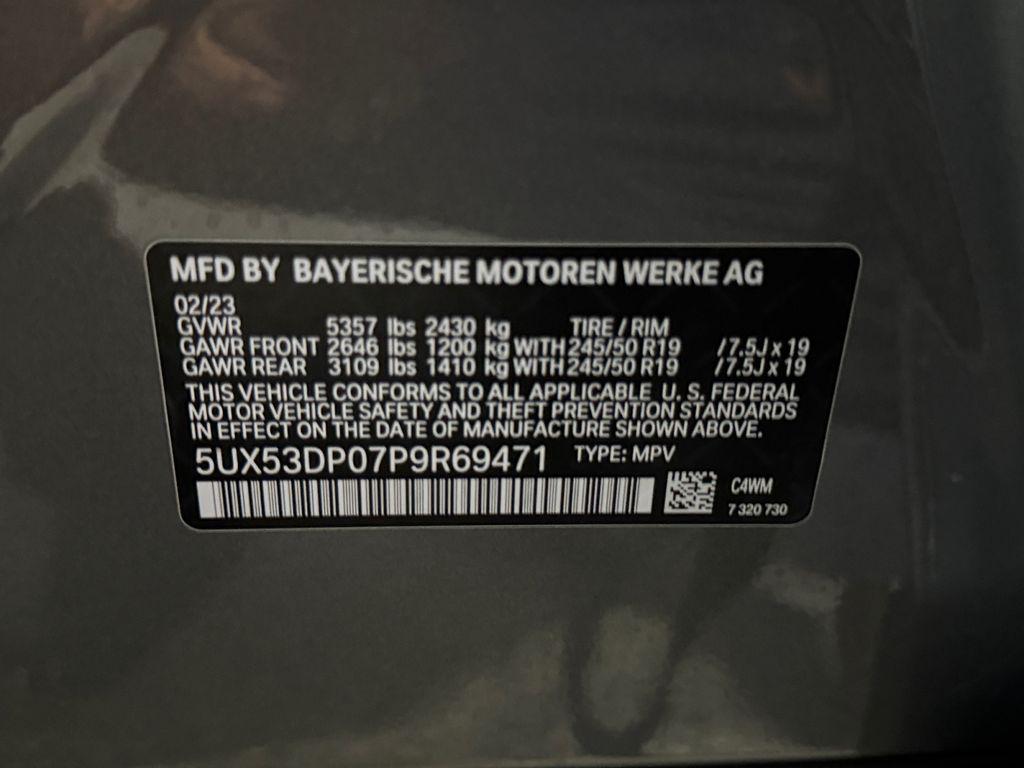 MFD BY BAYERISCHE MOTOREN WERKE AG
02/23
GVWR 5357 lbs 2430 kg TIRE / RIM
GAWR FRONT 2646 lbs 1200 kg WITH 245/50 R19 /7.5J x 19
GAWR REAR 3109 lbs 1410 kg WITH 245/50 R19 /7.5J x 19
THIS VEHICLE CONFORMS TO ALL APPLICABLE U. S. FEDERAL
MOTOR VEHICLE SAFETY AND THEFT PREVENTION STANDARDS
IN EFFECT ON THE DATE OF MANUFACTURE SHOWN ABOVE.
5UX53DP07P9R69471 TYPE: MPV
C4WM
7 320 730